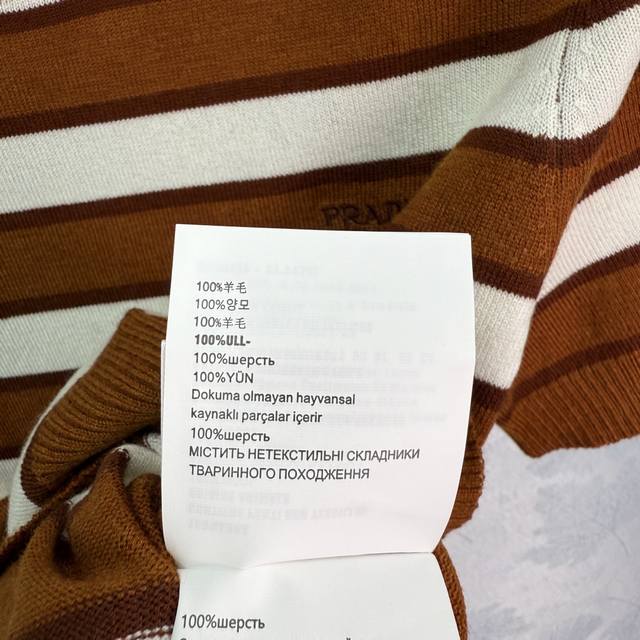 PRAD
100%羊毛
100%양모
100%羊毛
100%ULL-
100%шерсть
100%YÜN
Dokuma olmayan hayvansal
kaynaklı parçalar içerir
100%шерсть
МІСТИТЬ НЕТЕКСТИЛЬНІ СКЛАДНИКИ
ТВАРИННОГО ПОХОДЖЕННЯ
100%шерсть